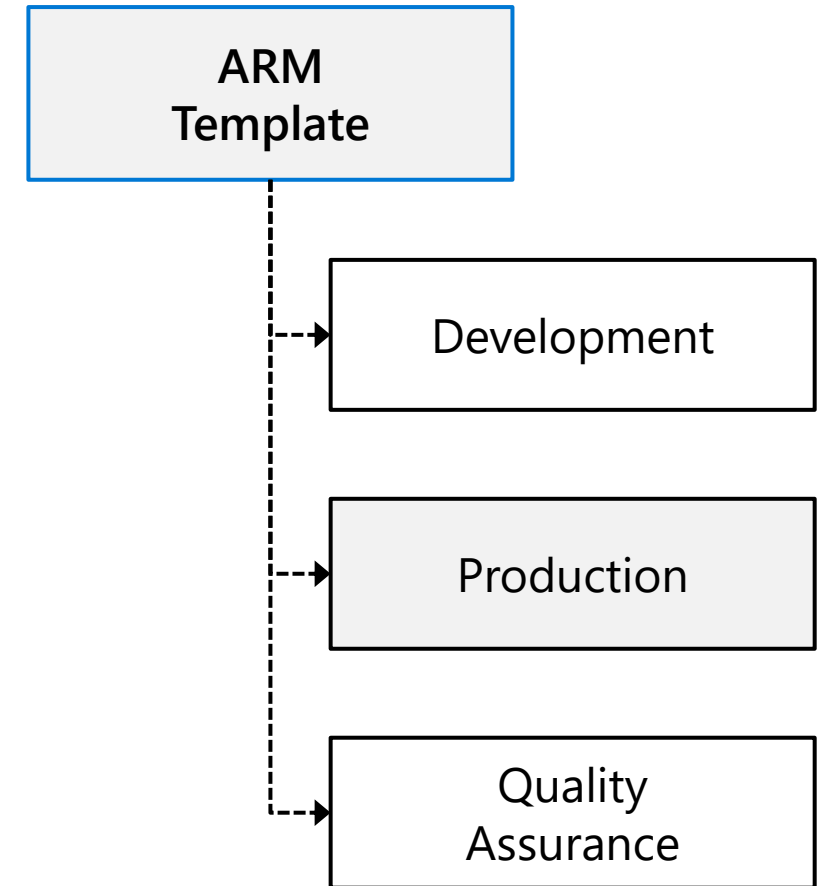 ARM
Template
Development
Production
Quality
Assurance